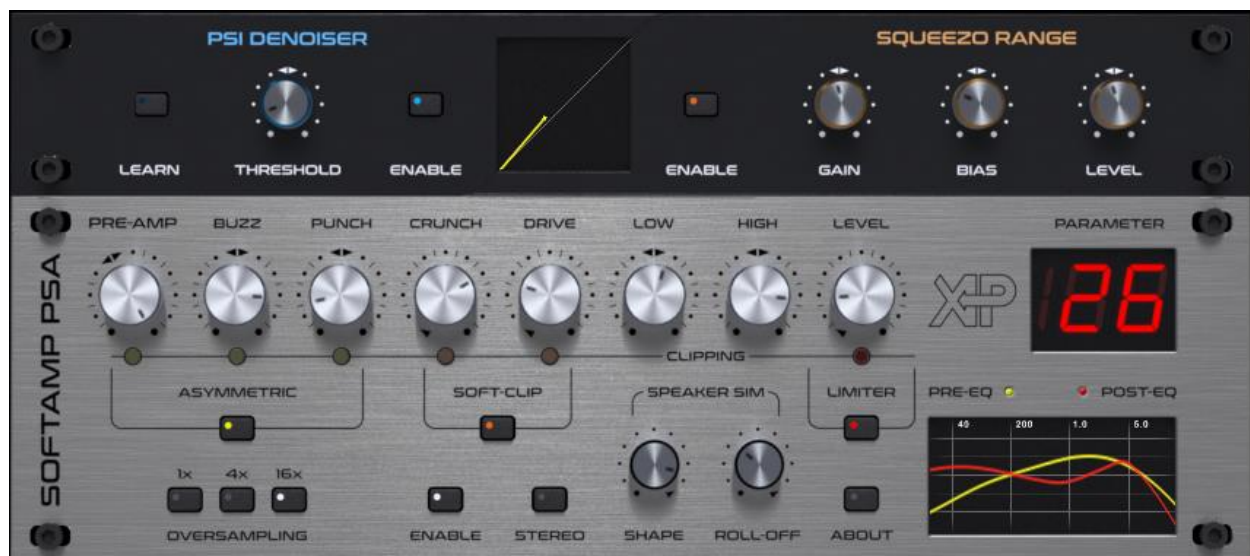 PSI DENOISER
SQUEEZO RANGE
LEARN THRESHOLD ENABLE ENABLE GAIN BIAS LEVEL
PRE-AMP BUZZ PUNCH CRUNCH DRIVE LOW HIGH LEVEL PARAMETER
SOFTAMP PSA
XP
26
CLIPPING
ASYMMETRIC SOFT-CLIP SPEAKER SIM LIMITER PRE-EQ POST-EQ
40 200 1.0 5.0
1x 4x 16x
OVERSAMPLING ENABLE STEREO SHAPE ROLL-OFF ABOUT